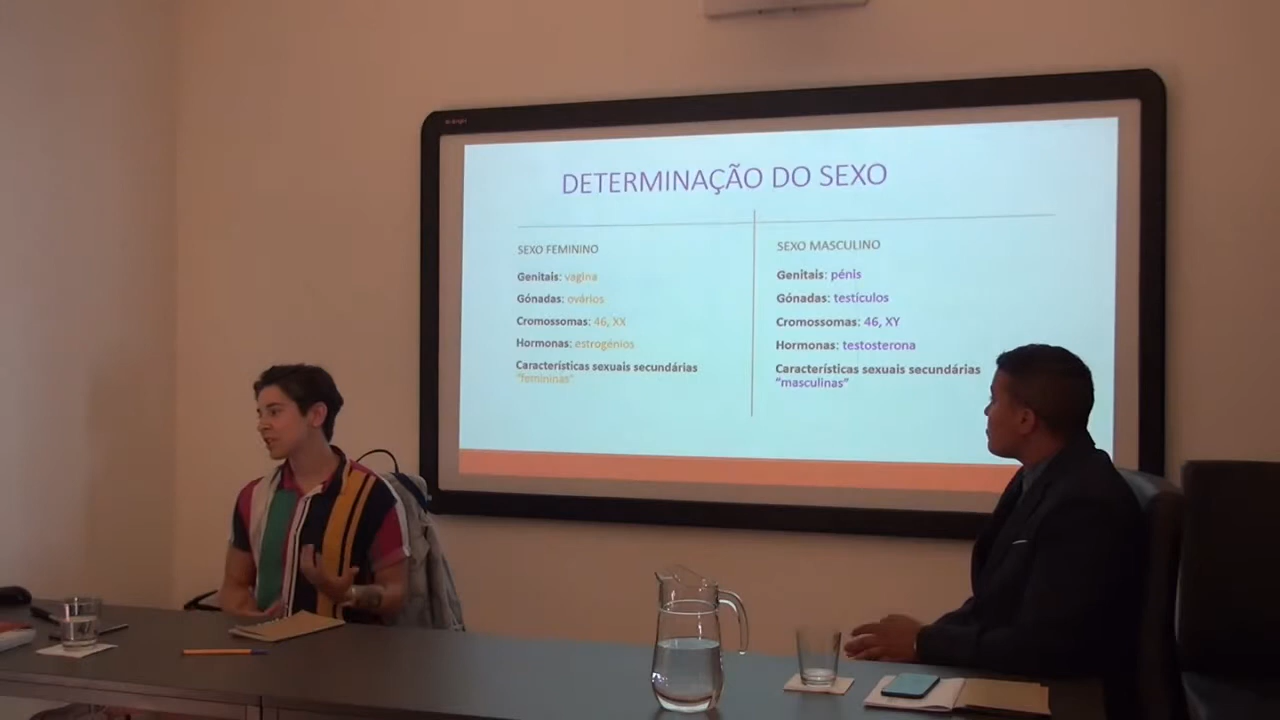 DETERMINAÇÃO DO SEXO
SEXO FEMININO
Genitais: vagina
Gónadas: ovários
Cromossomas: 46, XX
Hormonas: estrogénios
Características sexuais secundárias
"femininas"
SEXO MASCULINO
Genitais: pénis
Gónadas: testículos
Cromossomas: 46, XY
Hormonas: testosterona
Características sexuais secundárias
"masculinas"